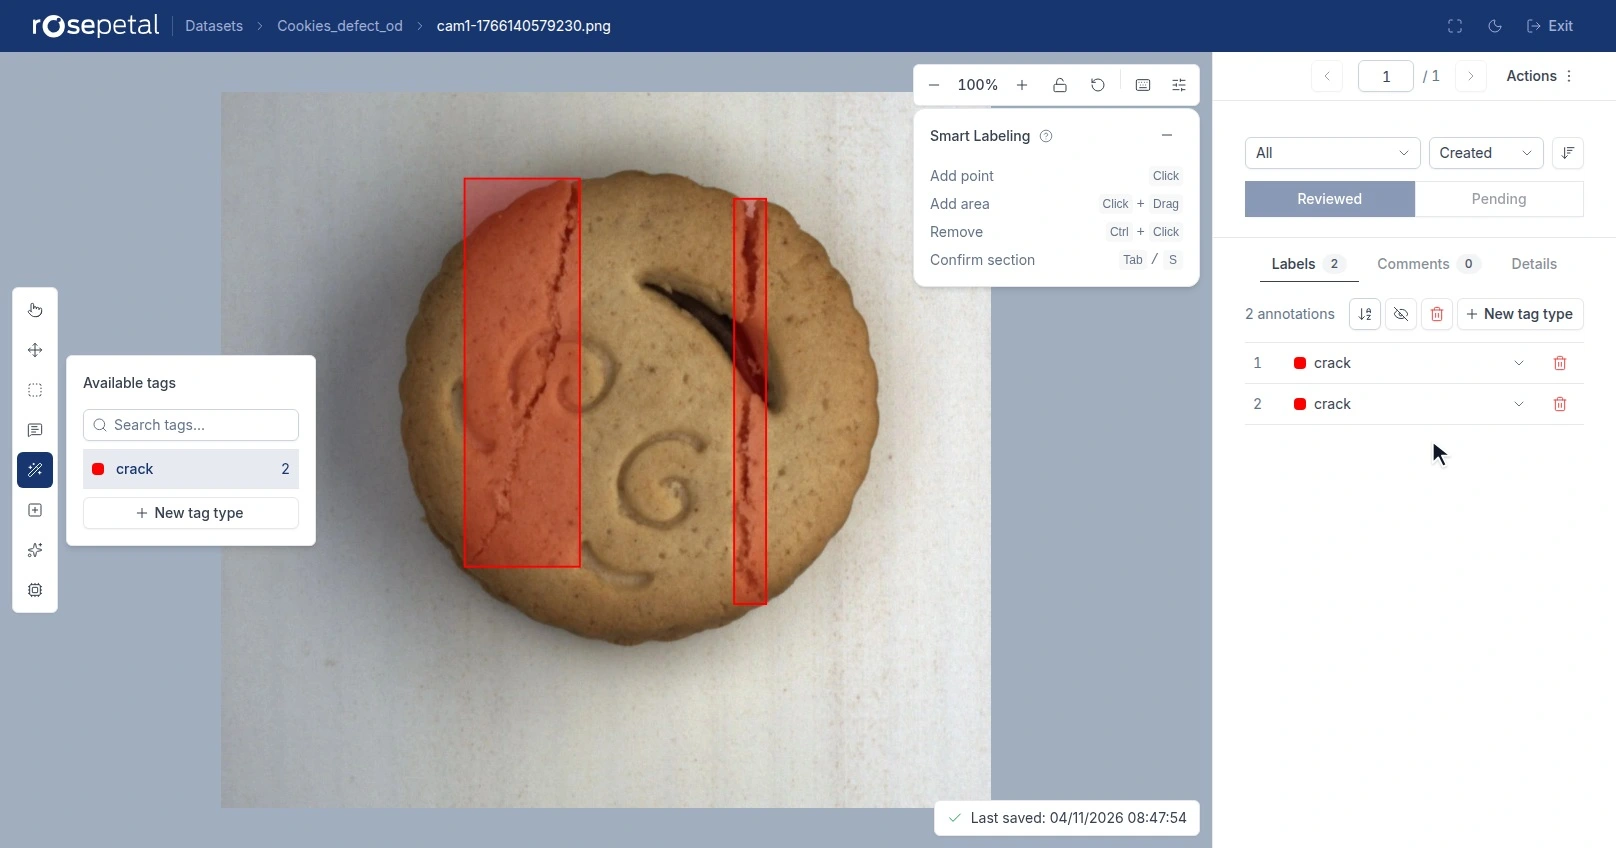 rosepetal Datasets > Cookies_defect_od > cam1-1766140579230.png Exit
100%
1 / 1 Actions
Smart Labeling
Add point Click
Add area Click + Drag
Remove Ctrl + Click
Confirm section Tab / S
All Created
Reviewed Pending
Labels 2 Comments 0 Details
2 annotations New tag type
1 crack
2 crack
Available tags
Search tags...
crack 2
+ New tag type
Last saved: 04/11/2026 08:47:54